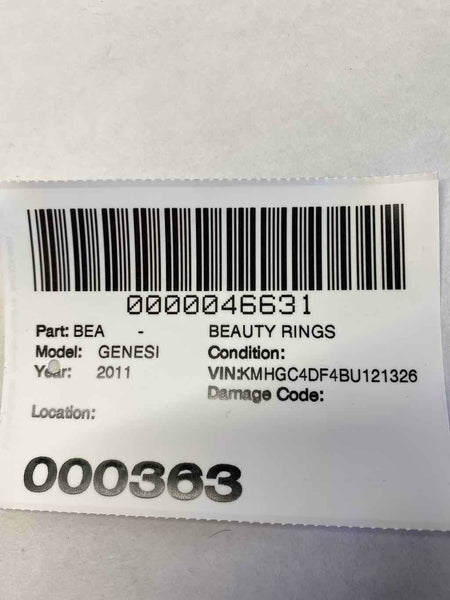 0000046631
Part: BEA - BEAUTY RINGS
Model: GENESI Condition:
Year: 2011 VIN:KMHGC4DF4BU121326
Damage Code:
Location:
000363